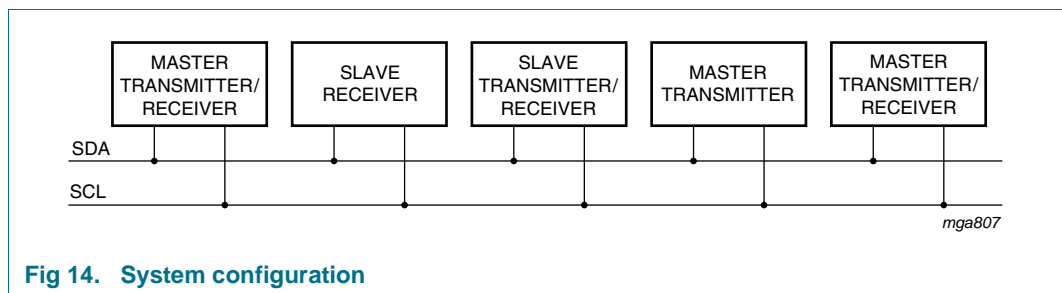 MASTER
TRANSMITTER/
RECEIVER
SLAVE
RECEIVER
SLAVE
TRANSMITTER/
RECEIVER
MASTER
TRANSMITTER
MASTER
TRANSMITTER/
RECEIVER
SDA
SCL
mga807
Fig 14. System configuration